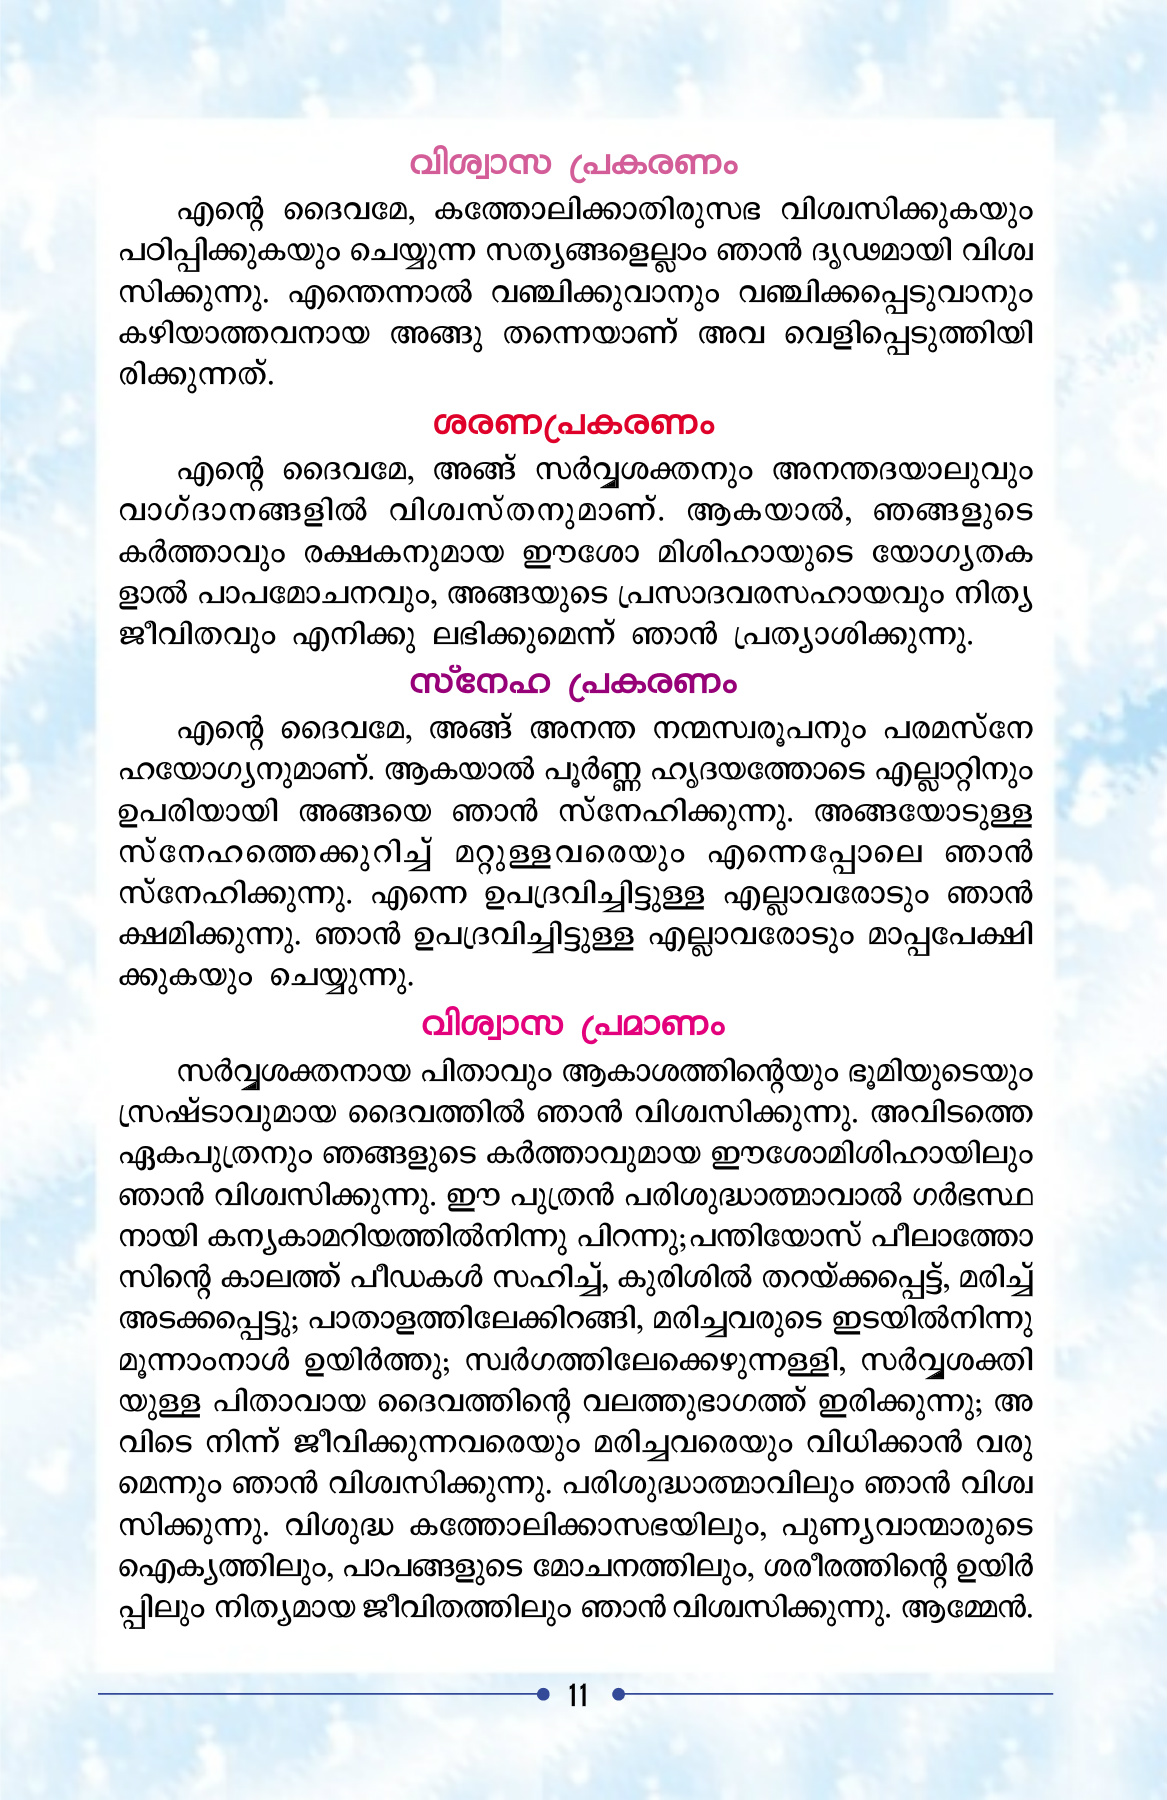 വിശ്വാസ പ്രകരണം
എന്റെ ദൈവമേ, കത്തോലിക്കാതിരുസഭ വിശ്വസിക്കുകയും
പഠിപ്പിക്കുകയും ചെയ്യുന്ന സത്യങ്ങളെല്ലാം ഞാൻ ദൃഢമായി വിശ്വ
സിക്കുന്നു. എന്തെന്നാൽ വഞ്ചിക്കുവാനും വഞ്ചിക്കപ്പെടുവാനും
കഴിയാത്തവനായ അങ്ങു തന്നെയാണ് അവ വെളിപ്പെടുത്തിയി
രിക്കുന്നത്.
ശരണപ്രകരണം
എന്റെ ദൈവമേ, അങ്ങ് സർവ്വശക്തനും അനന്തദയാലുവും
വാഗ്ദാനങ്ങളിൽ വിശ്വസ്തനുമാണ്. ആകയാൽ, ഞങ്ങളുടെ
കർത്താവും രക്ഷകനുമായ ഈശോ മിശിഹായുടെ യോഗ്യതക
ളാൽ പാപമോചനവും, അങ്ങയുടെ പ്രസാദവരസഹായവും നിത്യ
ജീവിതവും എനിക്കു ലഭിക്കുമെന്ന് ഞാൻ പ്രത്യാശിക്കുന്നു.
സ്നേഹ പ്രകരണം
എന്റെ ദൈവമേ, അങ്ങ് അനന്ത നന്മസ്വരൂപനും പരമസ്നേ
ഹയോഗ്യനുമാണ്. ആകയാൽ പൂർണ്ണ ഹൃദയത്തോടെ എല്ലാറ്റിനും
ഉപരിയായി അങ്ങയെ ഞാൻ സ്നേഹിക്കുന്നു. അങ്ങയോടുള്ള
സ്നേഹത്തെക്കുറിച്ച് മറ്റുള്ളവരെയും എന്നെപ്പോലെ ഞാൻ
സ്നേഹിക്കുന്നു. എന്നെ ഉപദ്രവിച്ചിട്ടുള്ള എല്ലാവരോടും ഞാൻ
ക്ഷമിക്കുന്നു. ഞാൻ ഉപദ്രവിച്ചിട്ടുള്ള എല്ലാവരോടും മാപ്പപേക്ഷി
ക്കുകയും ചെയ്യുന്നു.
വിശ്വാസ പ്രമാണം
സർവ്വശക്തനായ പിതാവും ആകാശത്തിന്റെയും ഭൂമിയുടെയും
സ്രഷ്ടാവുമായ ദൈവത്തിൽ ഞാൻ വിശ്വസിക്കുന്നു. അവിടത്തെ
ഏകപുത്രനും ഞങ്ങളുടെ കർത്താവുമായ ഈശോമിശിഹായിലും
ഞാൻ വിശ്വസിക്കുന്നു. ഈ പുത്രൻ പരിശുദ്ധാത്മാവാൽ ഗർഭസ്ഥ
നായി കന്യകാമറിയത്തിൽനിന്നു പിറന്നു;പന്തിയോസ് പീലാത്തോ
സിന്റെ കാലത്ത് പീഡകൾ സഹിച്ച്, കുരിശിൽ തറയ്ക്കപ്പെട്ട്, മരിച്ച്
അടക്കപ്പെട്ടു; പാതാളത്തിലേക്കിറങ്ങി, മരിച്ചവരുടെ ഇടയിൽനിന്നു
മൂന്നാംനാൾ ഉയിർത്തു; സ്വർഗത്തിലേക്കെഴുന്നള്ളി, സർവ്വശക്തി
യുള്ള പിതാവായ ദൈവത്തിന്റെ വലത്തുഭാഗത്ത് ഇരിക്കുന്നു; അ
വിടെ നിന്ന് ജീവിക്കുന്നവരെയും മരിച്ചവരെയും വിധിക്കാൻ വരു
മെന്നും ഞാൻ വിശ്വസിക്കുന്നു. പരിശുദ്ധാത്മാവിലും ഞാൻ വിശ്വ
സിക്കുന്നു. വിശുദ്ധ കത്തോലിക്കാസഭയിലും, പുണ്യവാന്മാരുടെ
ഐക്യത്തിലും, പാപങ്ങളുടെ മോചനത്തിലും, ശരീരത്തിന്റെ ഉയിർ
പ്പിലും നിത്യമായ ജീവിതത്തിലും ഞാൻ വിശ്വസിക്കുന്നു. ആമ്മേൻ.
11